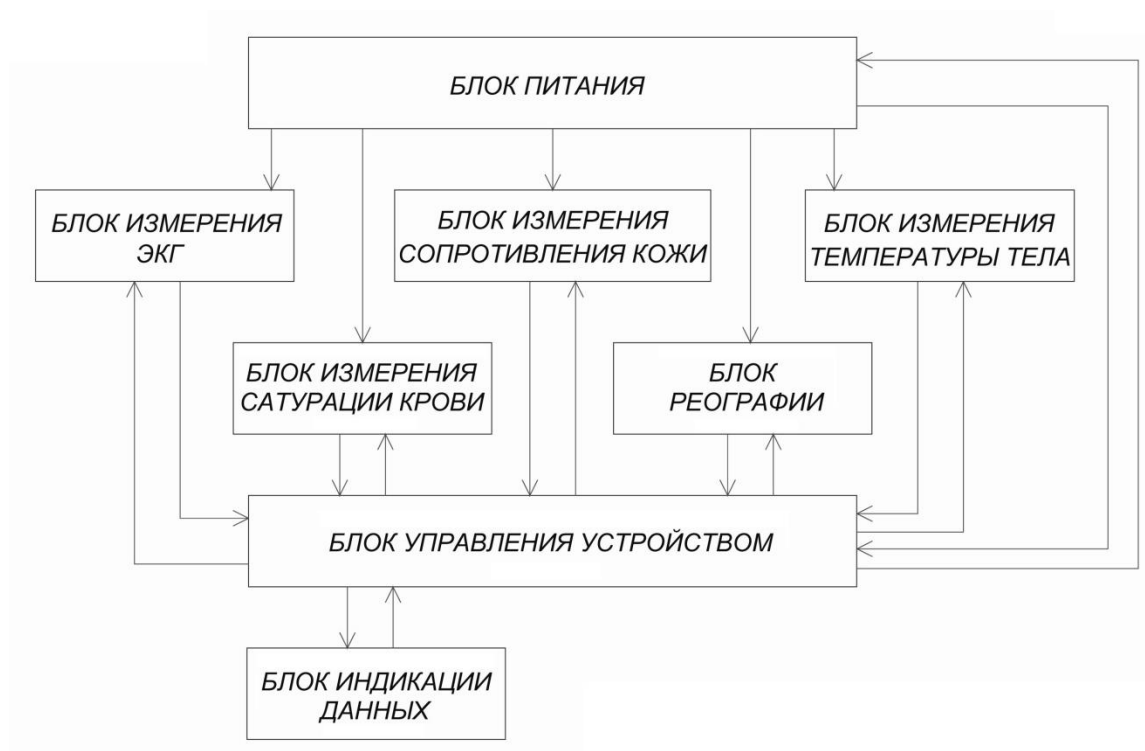 БЛОК ПИТАНИЯ
БЛОК ИЗМЕРЕНИЯ
ЭКГ
БЛОК ИЗМЕРЕНИЯ
СОПРОТИВЛЕНИЯ КОЖИ
БЛОК ИЗМЕРЕНИЯ
ТЕМПЕРАТУРЫ ТЕЛА
БЛОК ИЗМЕРЕНИЯ
САТУРАЦИИ КРОВИ
БЛОК
РЕОГРАФИИ
БЛОК УПРАВЛЕНИЯ УСТРОЙСТВОМ
БЛОК ИНДИКАЦИИ
ДАННЫХ